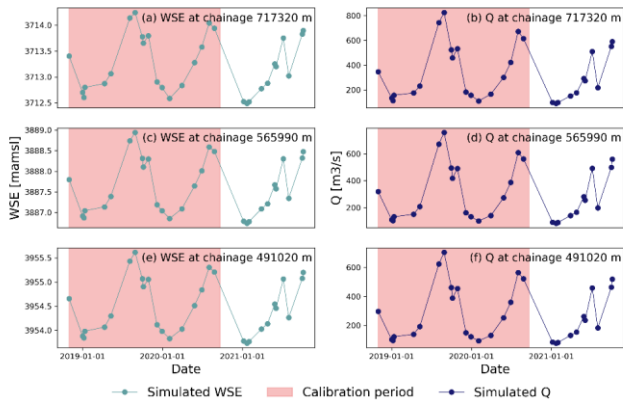 (a) WSE at chainage 717320 m
3714.0
3713.5
3713.0
3712.5
(b) Q at chainage 717320 m
800
600
400
200
WSE [mamsl]
(c) WSE at chainage 565990 m
3889.0
3888.5
3888.0
3887.5
3887.0
Q [m3/s]
(d) Q at chainage 565990 m
600
400
200
(e) WSE at chainage 491020 m
3955.5
3955.0
3954.5
3954.0
2019-01-01 2020-01-01 2021-01-01
Date
(f) Q at chainage 491020 m
600
400
200
2019-01-01 2020-01-01 2021-01-01
Date
Simulated WSE Calibration period Simulated Q